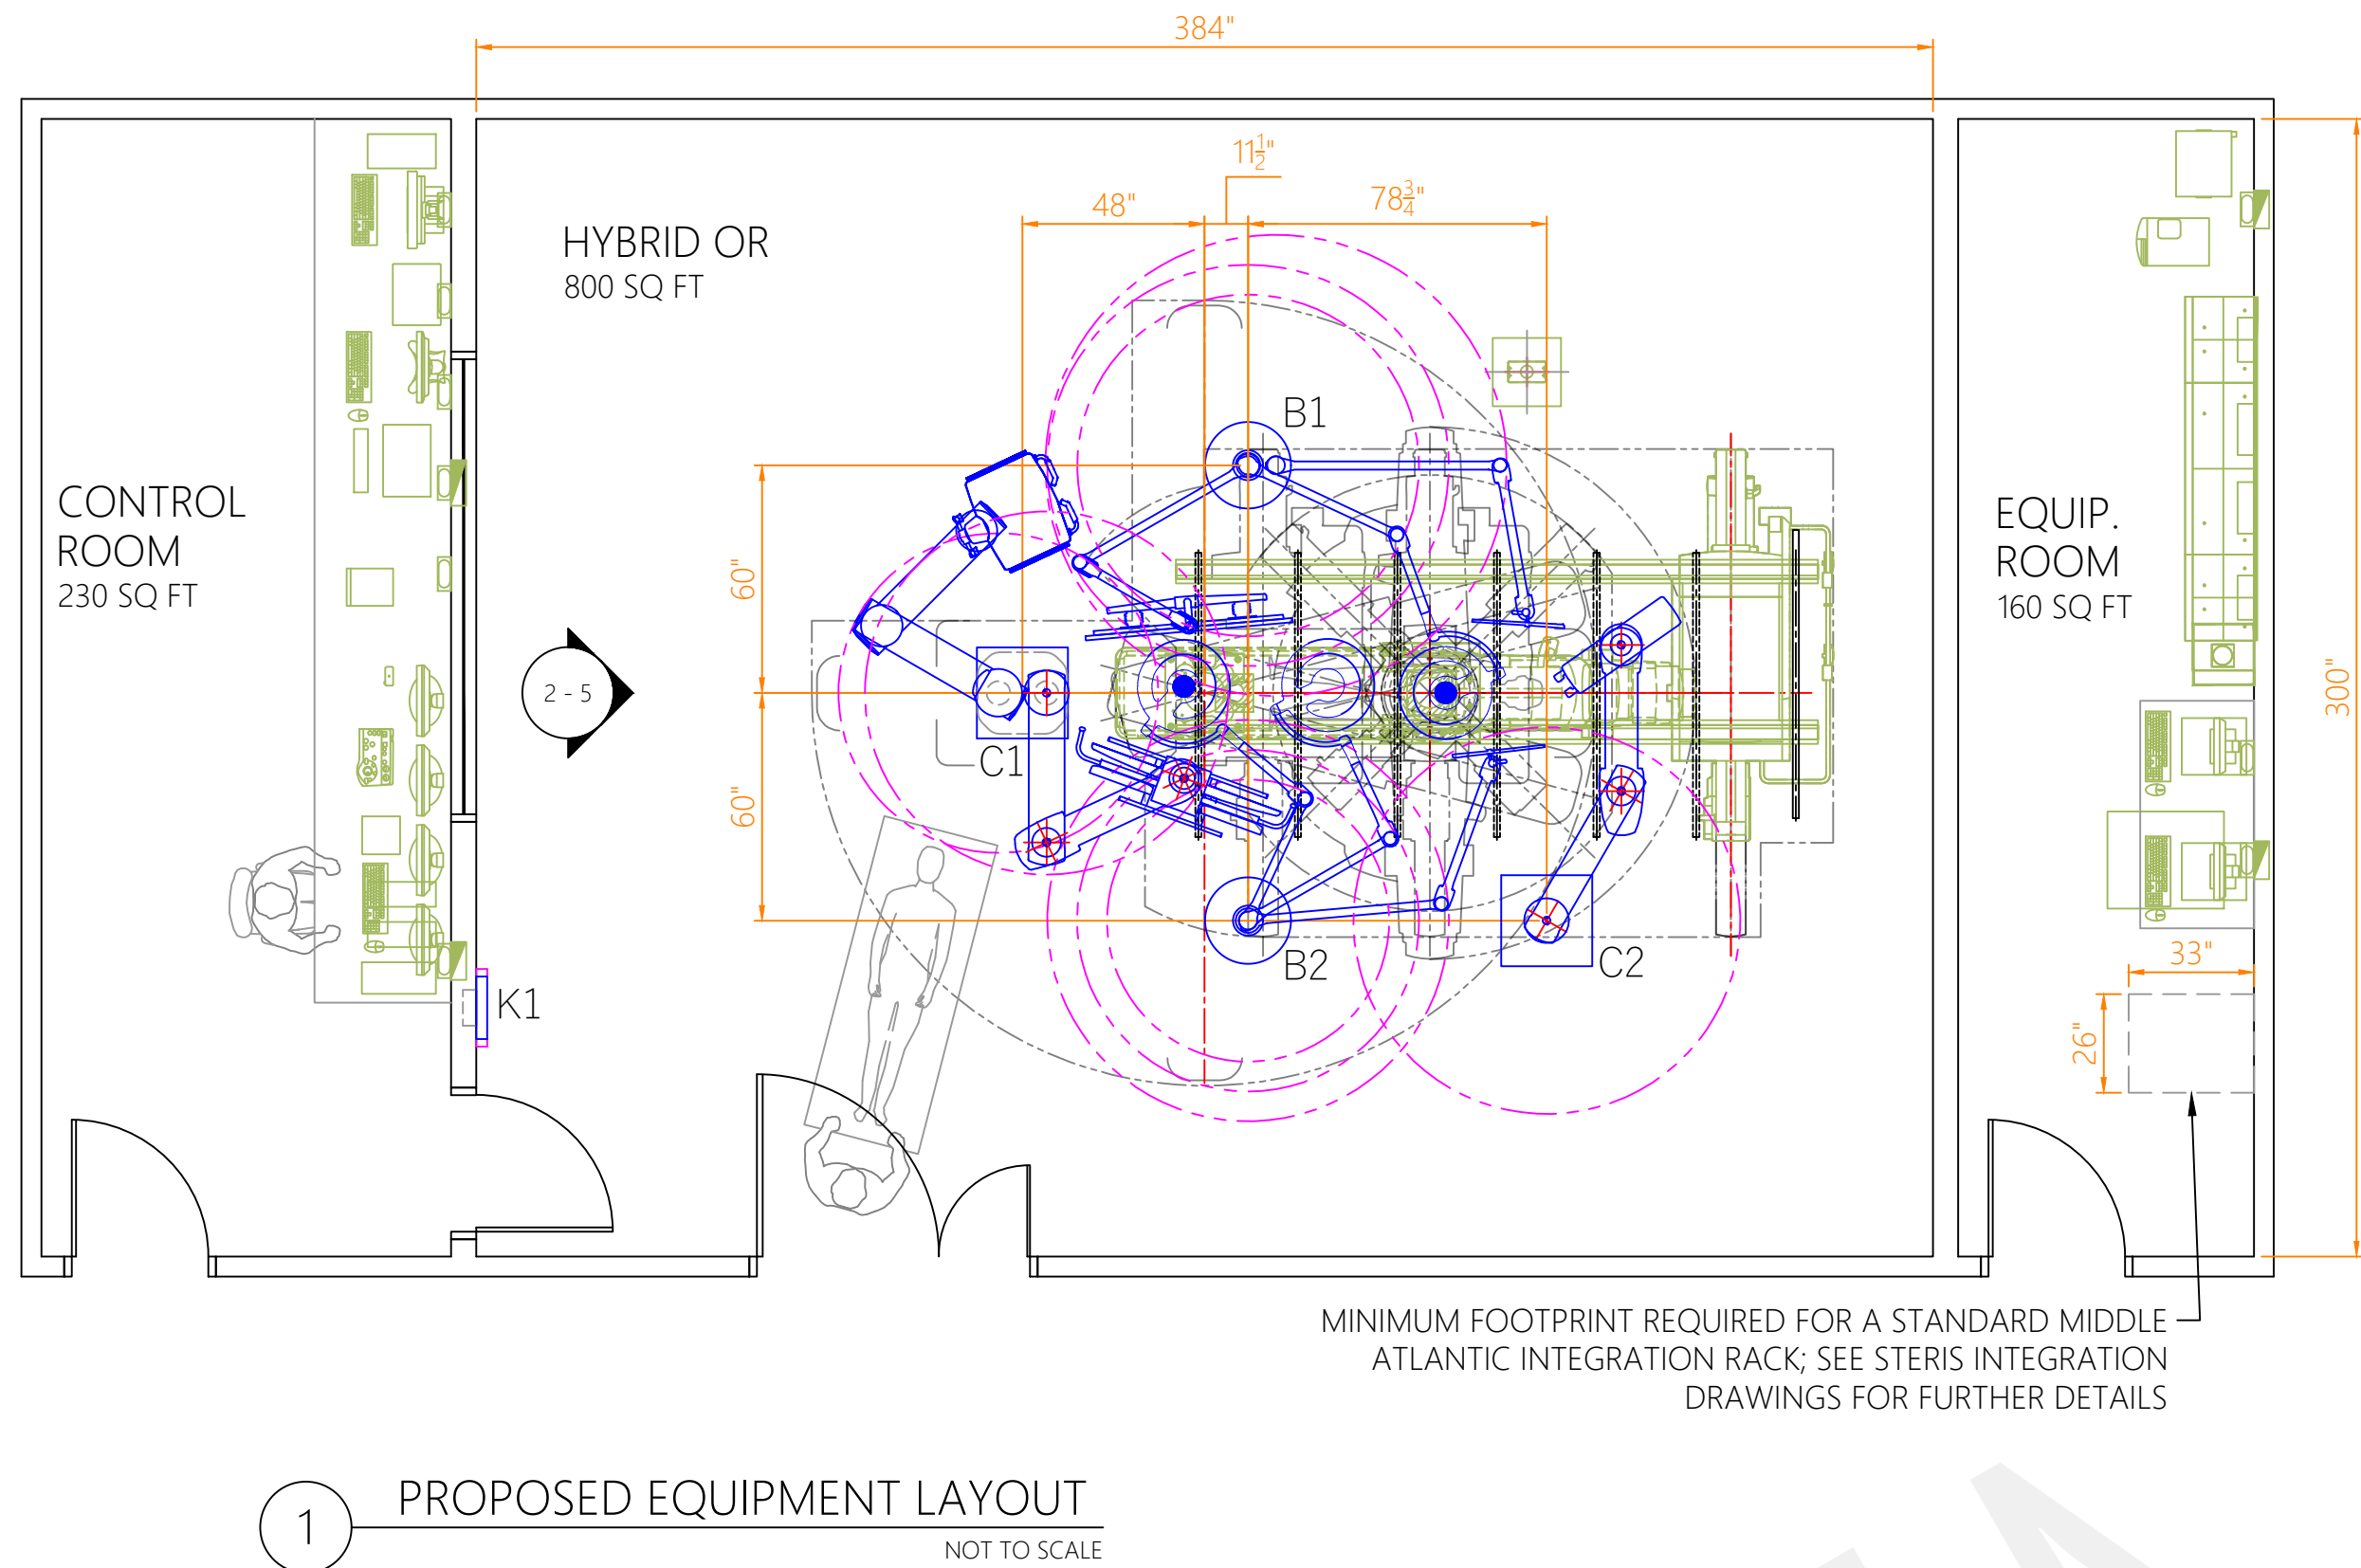 384"
11½"
48"
78¾"
HYBRID OR
800 SQ FT
B1
CONTROL
ROOM
230 SQ FT
EQUIP.
ROOM
160 SQ FT
60"
300"
2 - 5
C1
60"
B2
C2
33"
K1
26"
MINIMUM FOOTPRINT REQUIRED FOR A STANDARD MIDDLE
ATLANTIC INTEGRATION RACK; SEE STERIS INTEGRATION
DRAWINGS FOR FURTHER DETAILS
1
PROPOSED EQUIPMENT LAYOUT
NOT TO SCALE